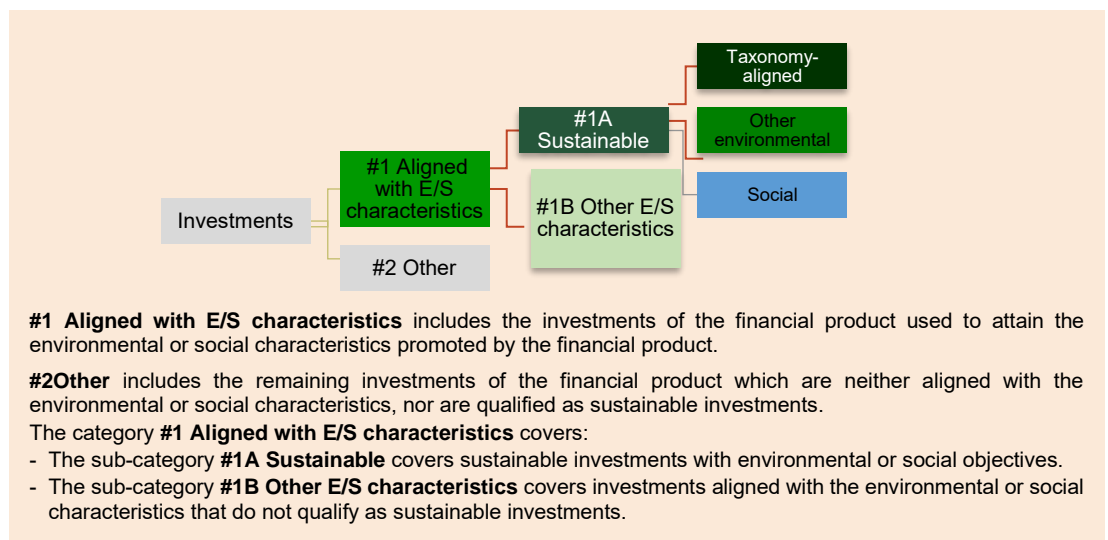 Taxonomy-
aligned
#1A
Sustainable
Other
environmental
#1 Aligned
with E/S
characteristics
Social
#1B Other E/S
characteristics
Investments
#2 Other
#1 Aligned with E/S characteristics includes the investments of the financial product used to attain the
environmental or social characteristics promoted by the financial product.
#2Other includes the remaining investments of the financial product which are neither aligned with the
environmental or social characteristics, nor are qualified as sustainable investments.
The category #1 Aligned with E/S characteristics covers:
- The sub-category #1A Sustainable covers sustainable investments with environmental or social objectives.
- The sub-category #1B Other E/S characteristics covers investments aligned with the environmental or social
characteristics that do not qualify as sustainable investments.